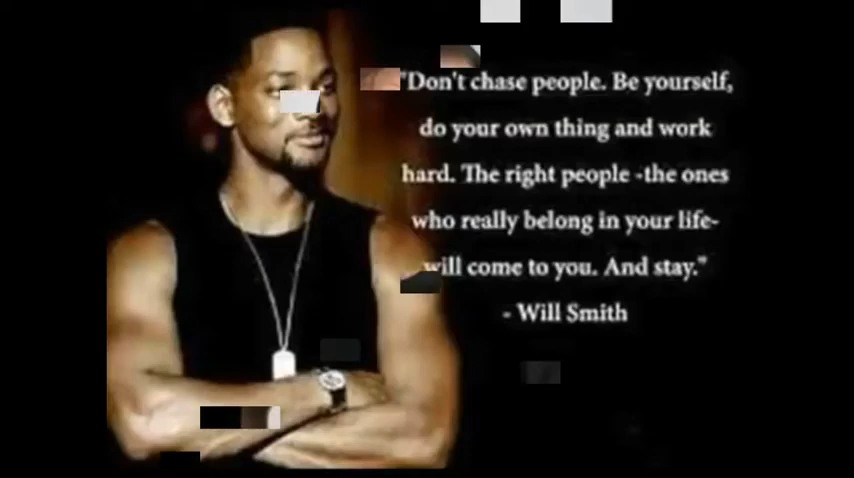 "Don't chase people. Be yourself,
do your own thing and work
hard. The right people -the ones
who really belong in your life-
will come to you. And stay."
- Will Smith